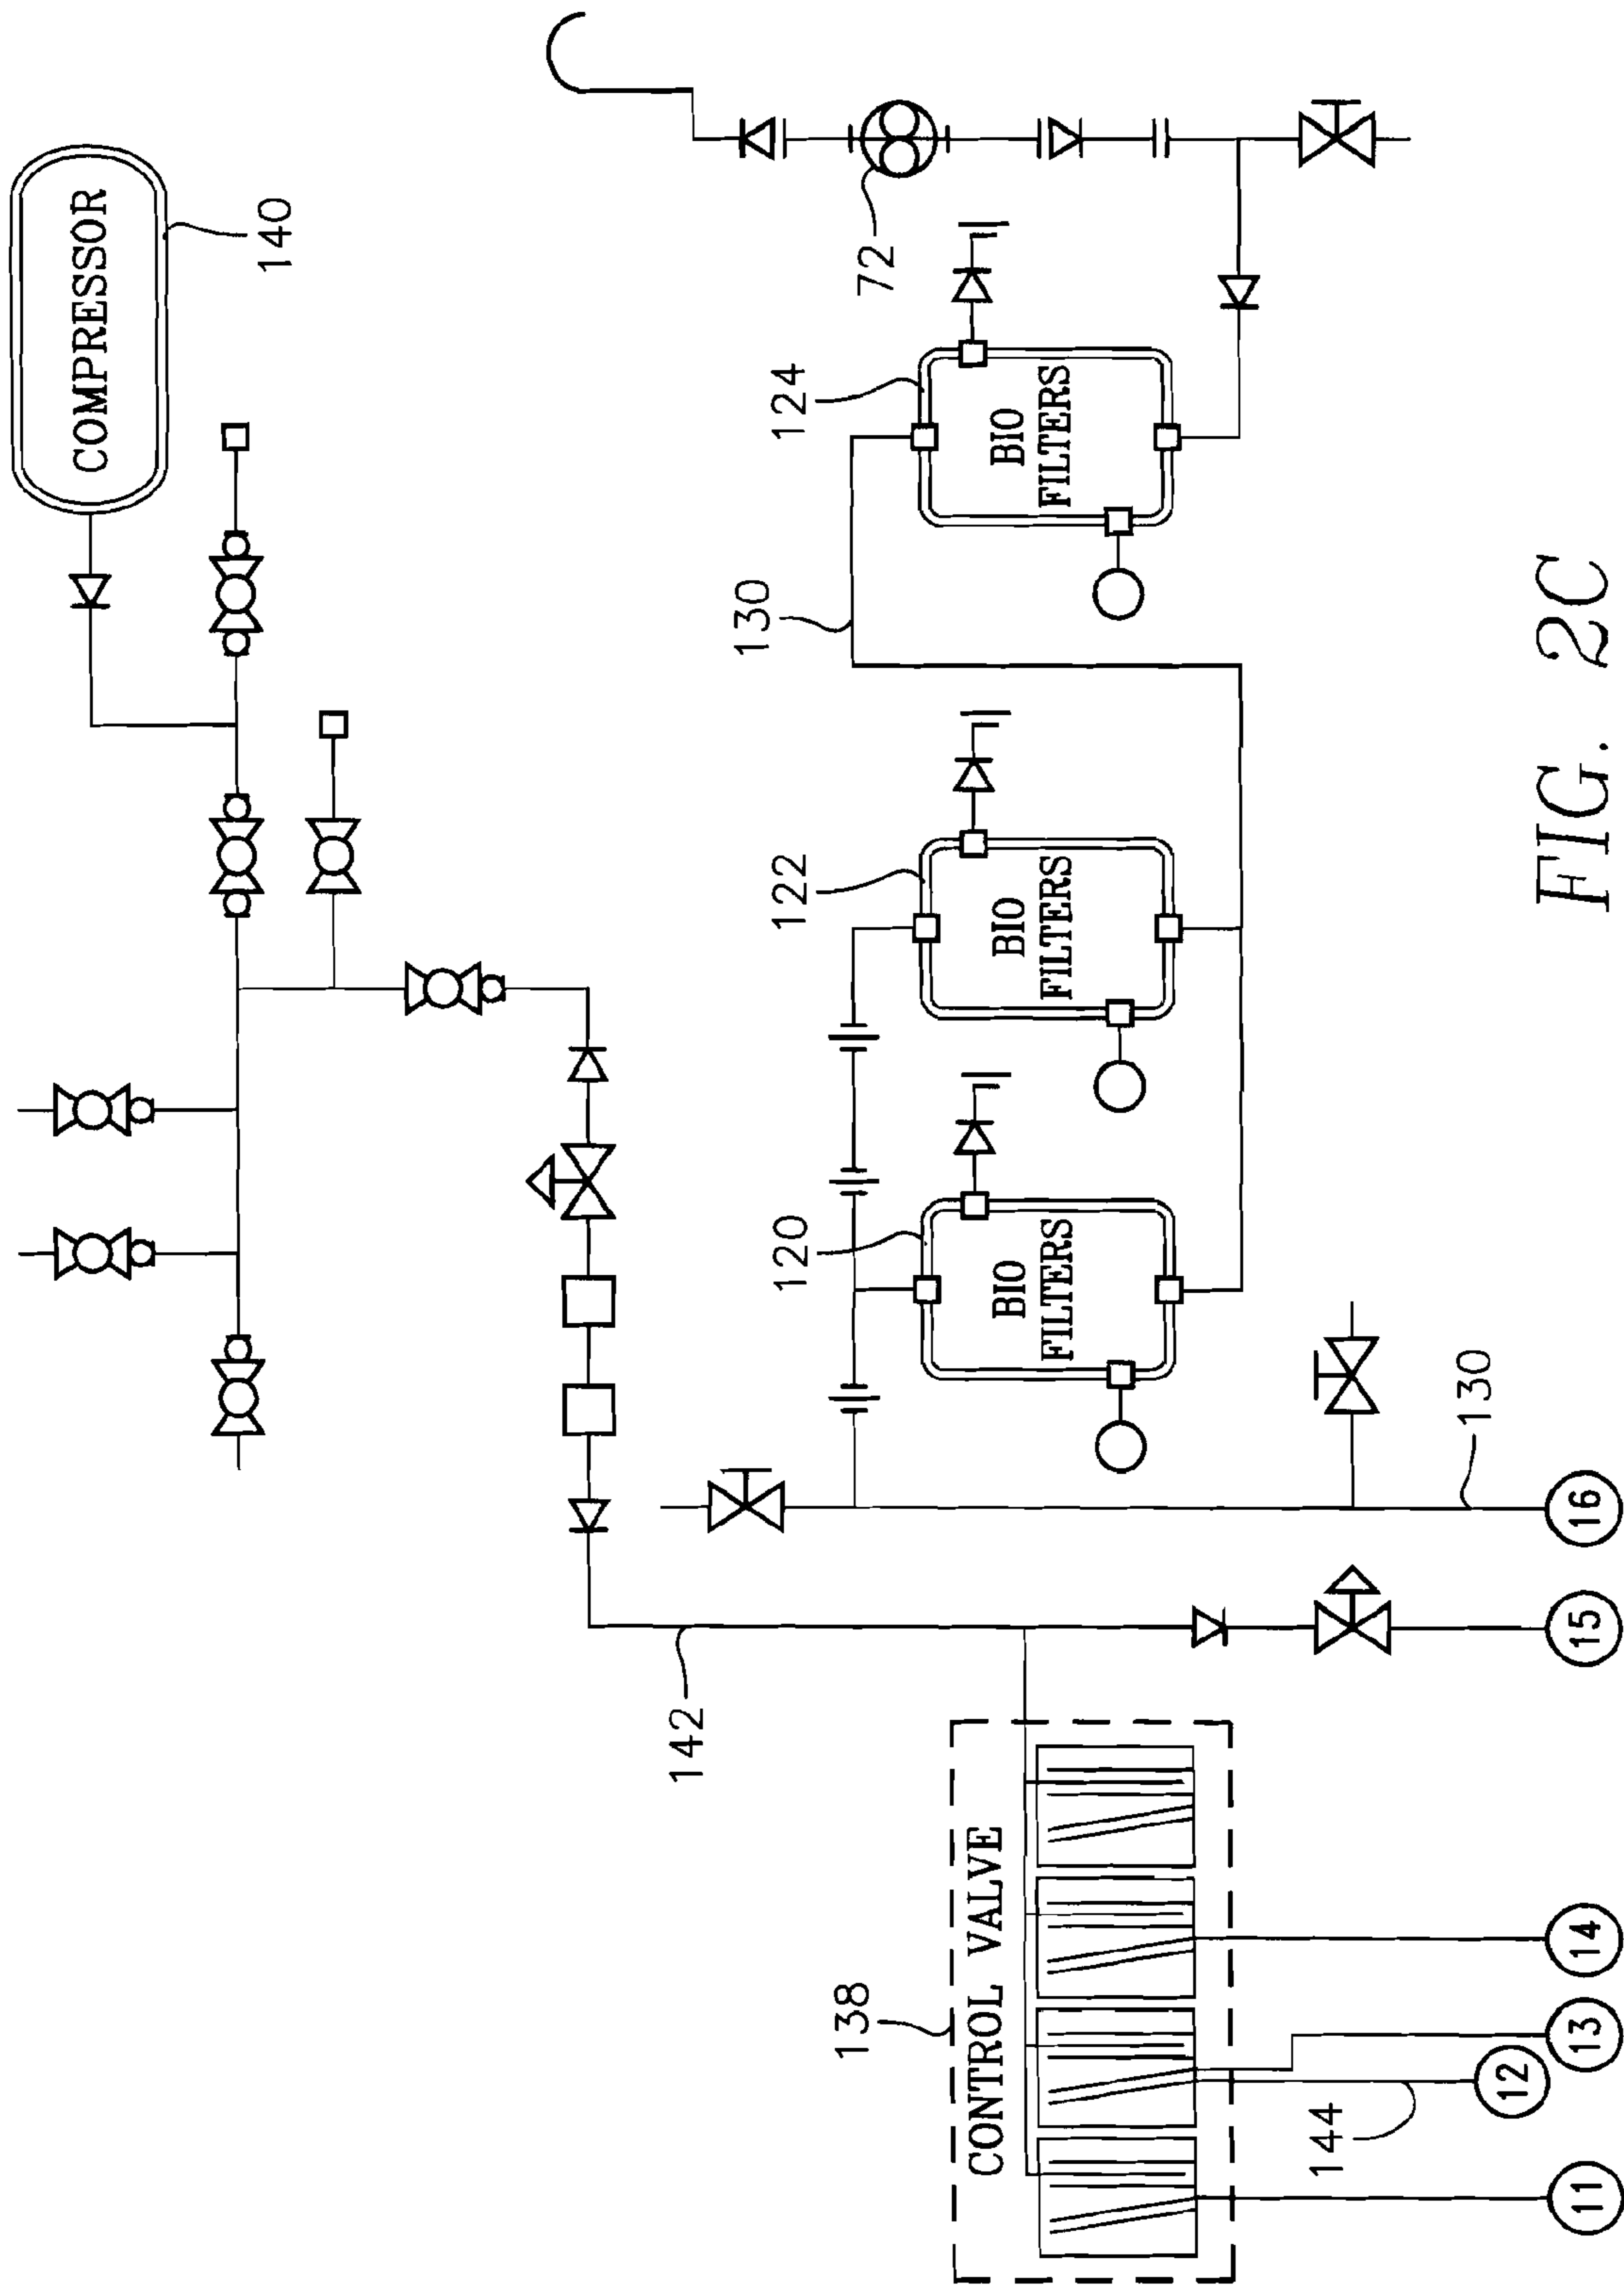 COMPRESSOR
140
72
124
BIO
FILTERS
130
122
BIO
FILTERS
120
BIO
FILTERS
130
142
138
CONTROL VALVE
144
11
12
13
14
15
16
FIG. 2C